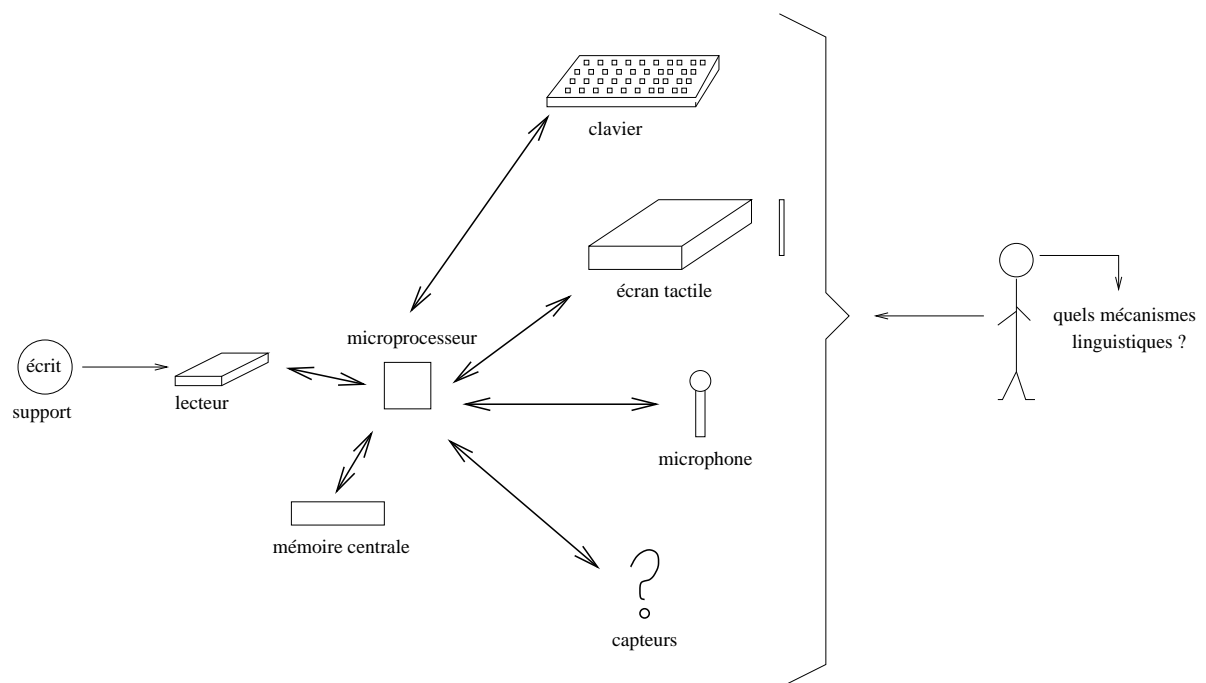 clavier
écran tactile
microprocesseur
écrit
support
lecteur
microphone
mémoire centrale
capteurs
quels mécanismes
linguistiques ?